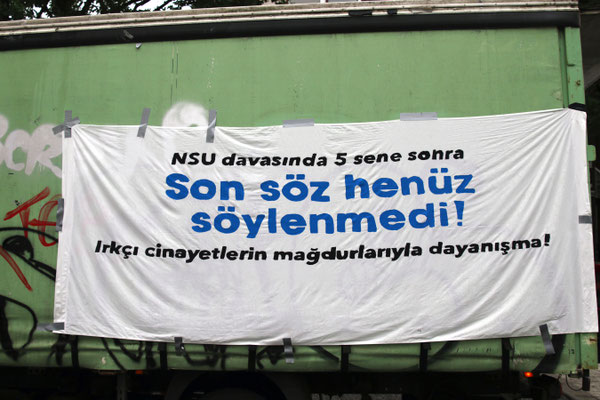 NSU davasında 5 sene sonra
Son söz henüz
söylenmedi!
Irkçı cinayetlerin mağdurlarıyla dayanışma!